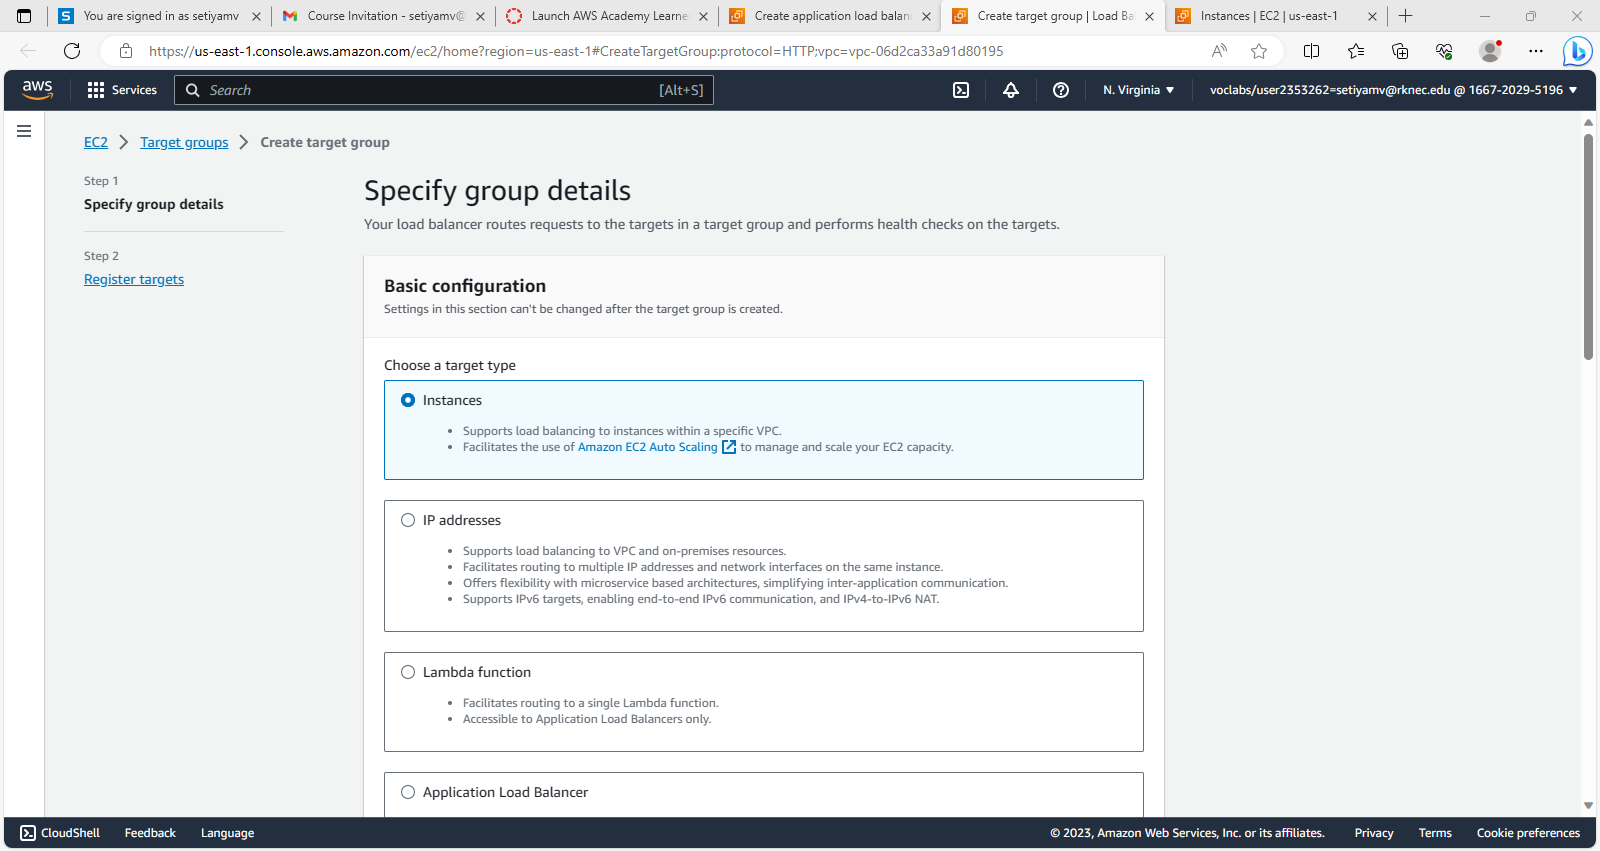 You are signed in as setiyamv
Course Invitation - setiyamv@
Launch AWS Academy Learne
Create application load balan
Create target group | Load Ba
Instances | EC2 | us-east-1
https://us-east-1.console.aws.amazon.com/ec2/home?region=us-east-1#CreateTargetGroup:protocol=HTTP;vpc=vpc-06d2ca33a91d80195
aws
Services
Search
[Alt+S]
N. Virginia
voclabs/user2353262=setiyamv@rknec.edu @ 1667-2029-5196
EC2 > Target groups > Create target group
Step 1
Specify group details
Step 2
Register targets
Specify group details
Your load balancer routes requests to the targets in a target group and performs health checks on the targets.
Basic configuration
Settings in this section can't be changed after the target group is created.
Choose a target type
Instances
• Supports load balancing to instances within a specific VPC.
• Facilitates the use of Amazon EC2 Auto Scaling to manage and scale your EC2 capacity.
IP addresses
• Supports load balancing to VPC and on-premises resources.
• Facilitates routing to multiple IP addresses and network interfaces on the same instance.
• Offers flexibility with microservice based architectures, simplifying inter-application communication.
• Supports IPv6 targets, enabling end-to-end IPv6 communication, and IPv4-to-IPv6 NAT.
Lambda function
• Facilitates routing to a single Lambda function.
• Accessible to Application Load Balancers only.
Application Load Balancer
CloudShell
Feedback
Language
© 2023, Amazon Web Services, Inc. or its affiliates.
Privacy
Terms
Cookie preferences